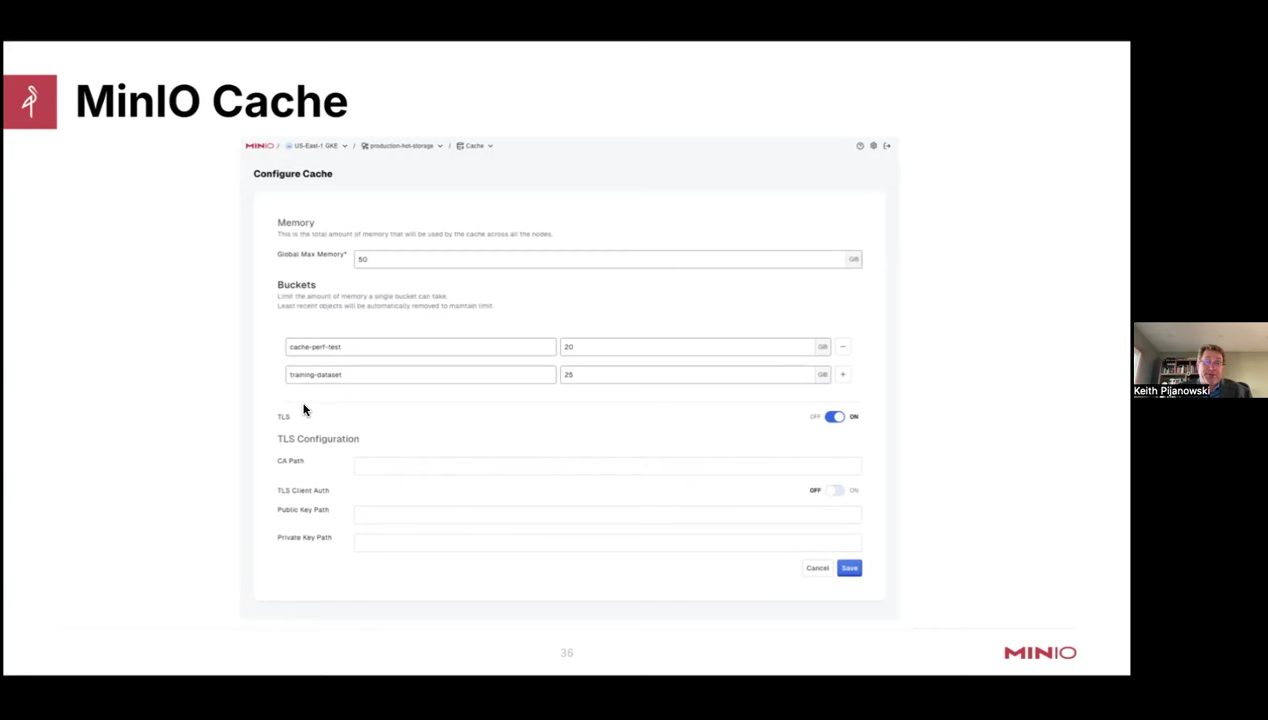 MinIO Cache
MINIO / US-East-1 GKE / production-hot-storage / Cache
Configure Cache
Memory
This is the total amount of memory that will be used by the cache across all the nodes.
Global Max Memory* 50 GB
Buckets
Limit the amount of memory a single bucket can take.
Least recent objects will be automatically removed to maintain limit.
cache-perf-test 20 GB −
training-dataset 25 GB +
TLS OFF ON
TLS Configuration
CA Path
TLS Client Auth OFF ON
Public Key Path
Private Key Path
Cancel Save
Keith Pijanowski
36
MINIO